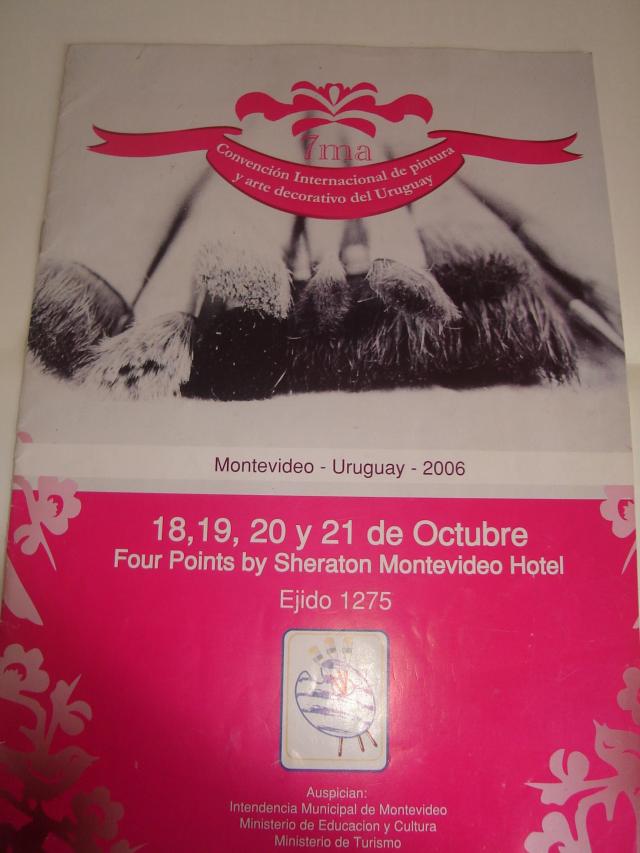 7ma
Convención Internacional de pintura
y arte decorativo del Uruguay
Montevideo - Uruguay - 2006
18,19, 20 y 21 de Octubre
Four Points by Sheraton Montevideo Hotel
Ejido 1275
Auspician:
Intendencia Municipal de Montevideo
Ministerio de Educacion y Cultura
Ministerio de Turismo